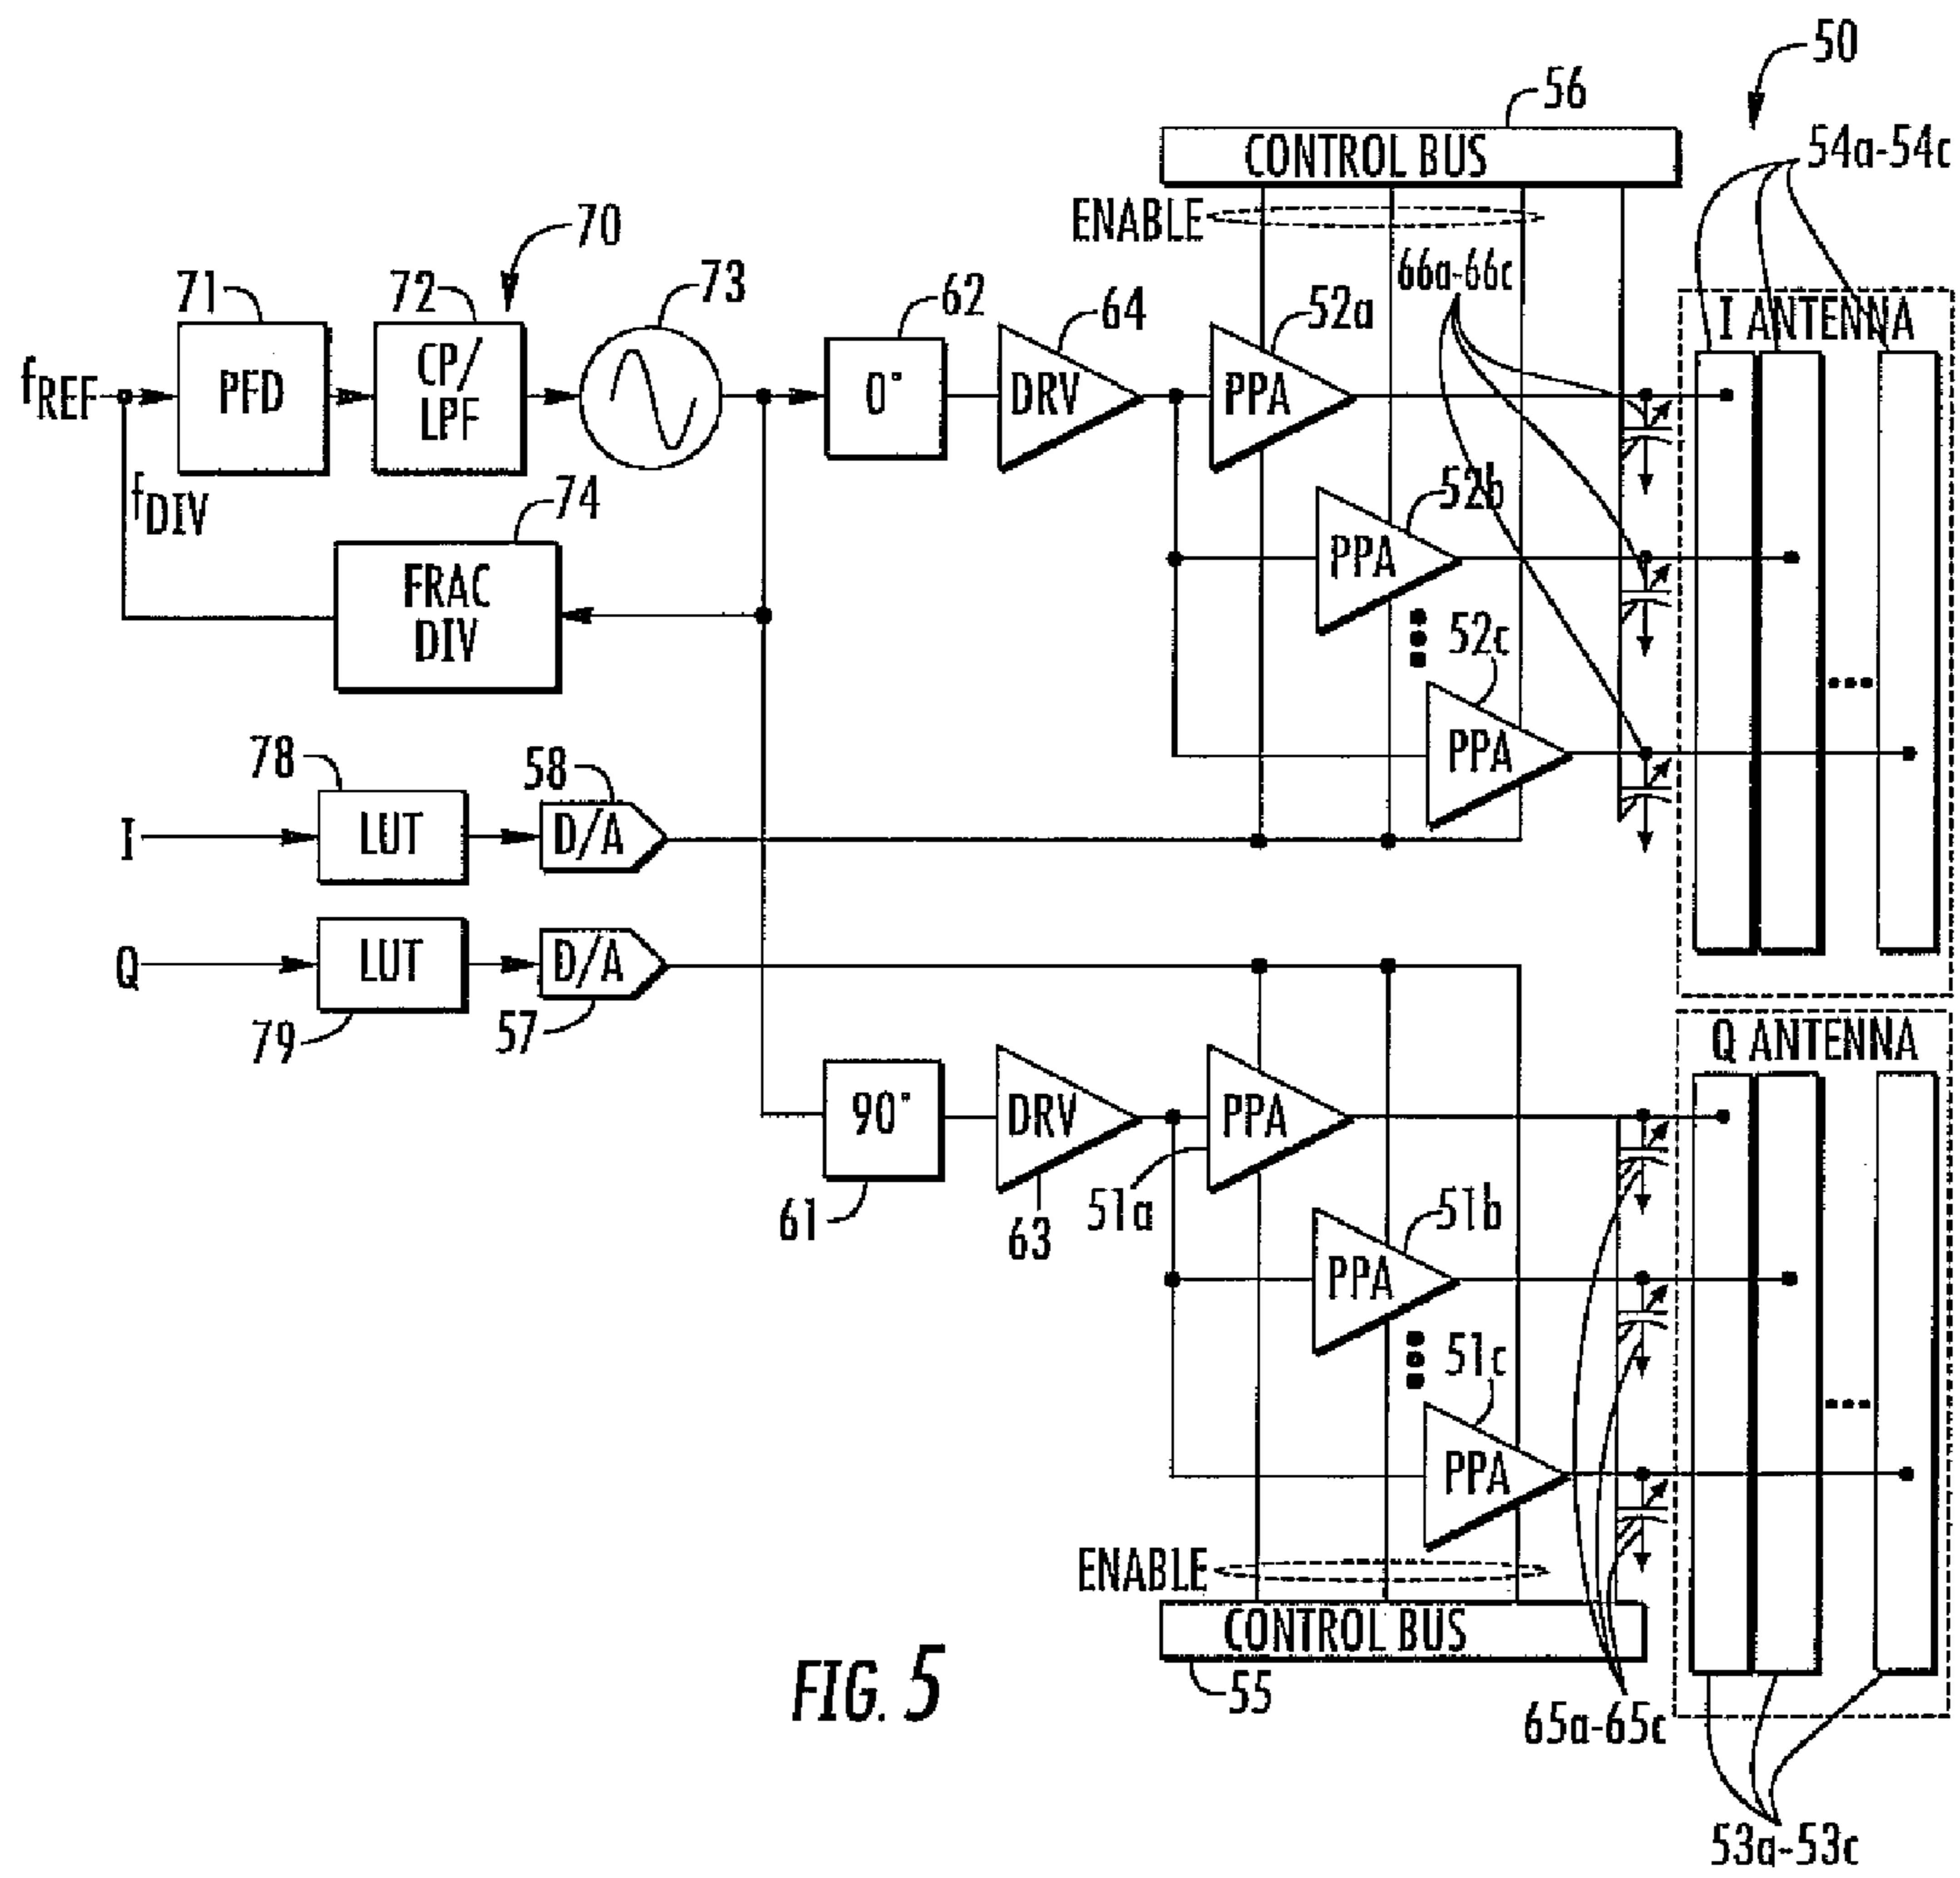 50
56
CONTROL BUS
54a-54c
ENABLE
70
66a-66c
71
72
73
62
64
52a
I ANTENNA
fREF
PFD
CP/
LPF
0°
DRV
PPA
fDIV
74
52b
FRAC
DIV
PPA
52c
PPA
78
58
I
LUT
D/A
Q
LUT
D/A
79
57
Q ANTENNA
90°
DRV
PPA
61
63
51a
51b
PPA
51c
PPA
ENABLE
CONTROL BUS
55
65a-65c
FIG. 5
53a-53c